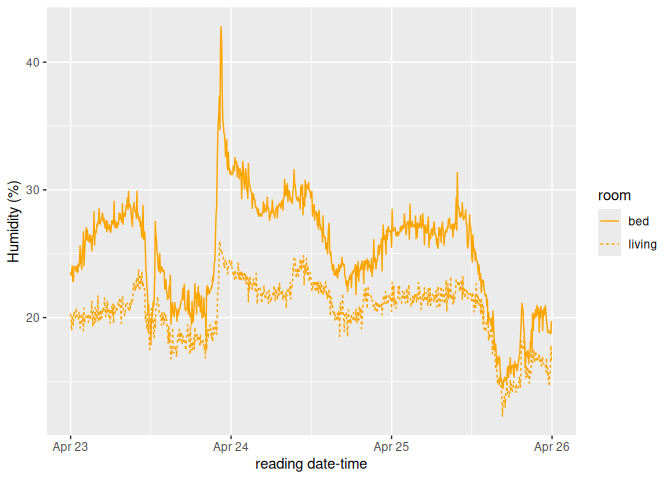 40
30
20
Humidity (%)
Apr 23
Apr 24
Apr 25
Apr 26
reading date-time
room
bed
living